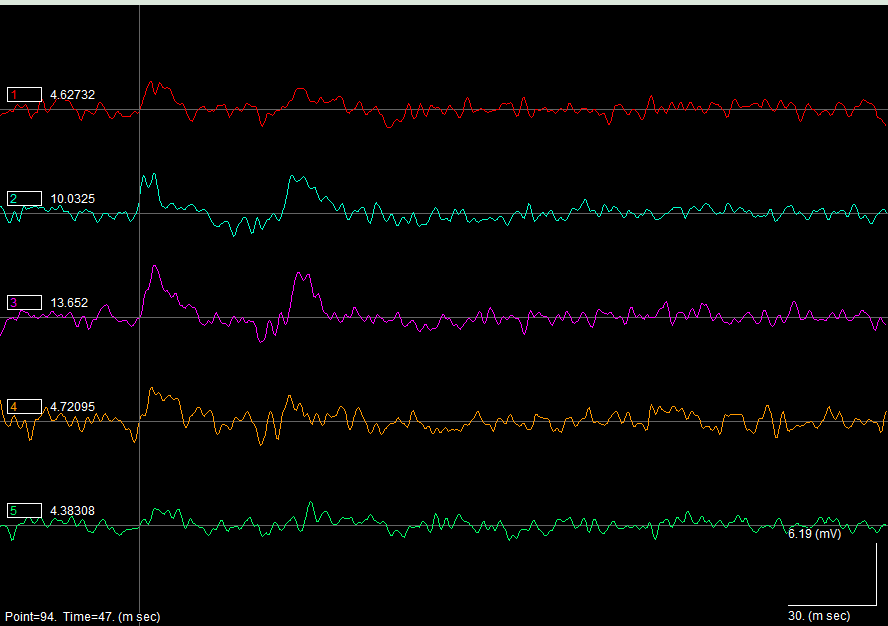 1 4.62732
2 10.0325
3 13.652
4 4.72095
5 4.38308
6.19 (mV)
30. (m sec)
Point=94. Time=47. (m sec)